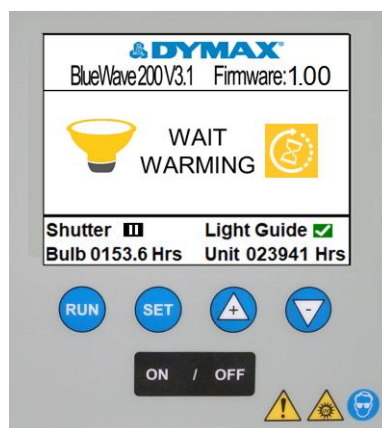 DYMAX
BlueWave 200 V3.1 Firmware: 1.00
WAIT
WARMING
Shutter Light Guide
Bulb 0153.6 Hrs Unit 023941 Hrs
RUN SET + -
ON / OFF